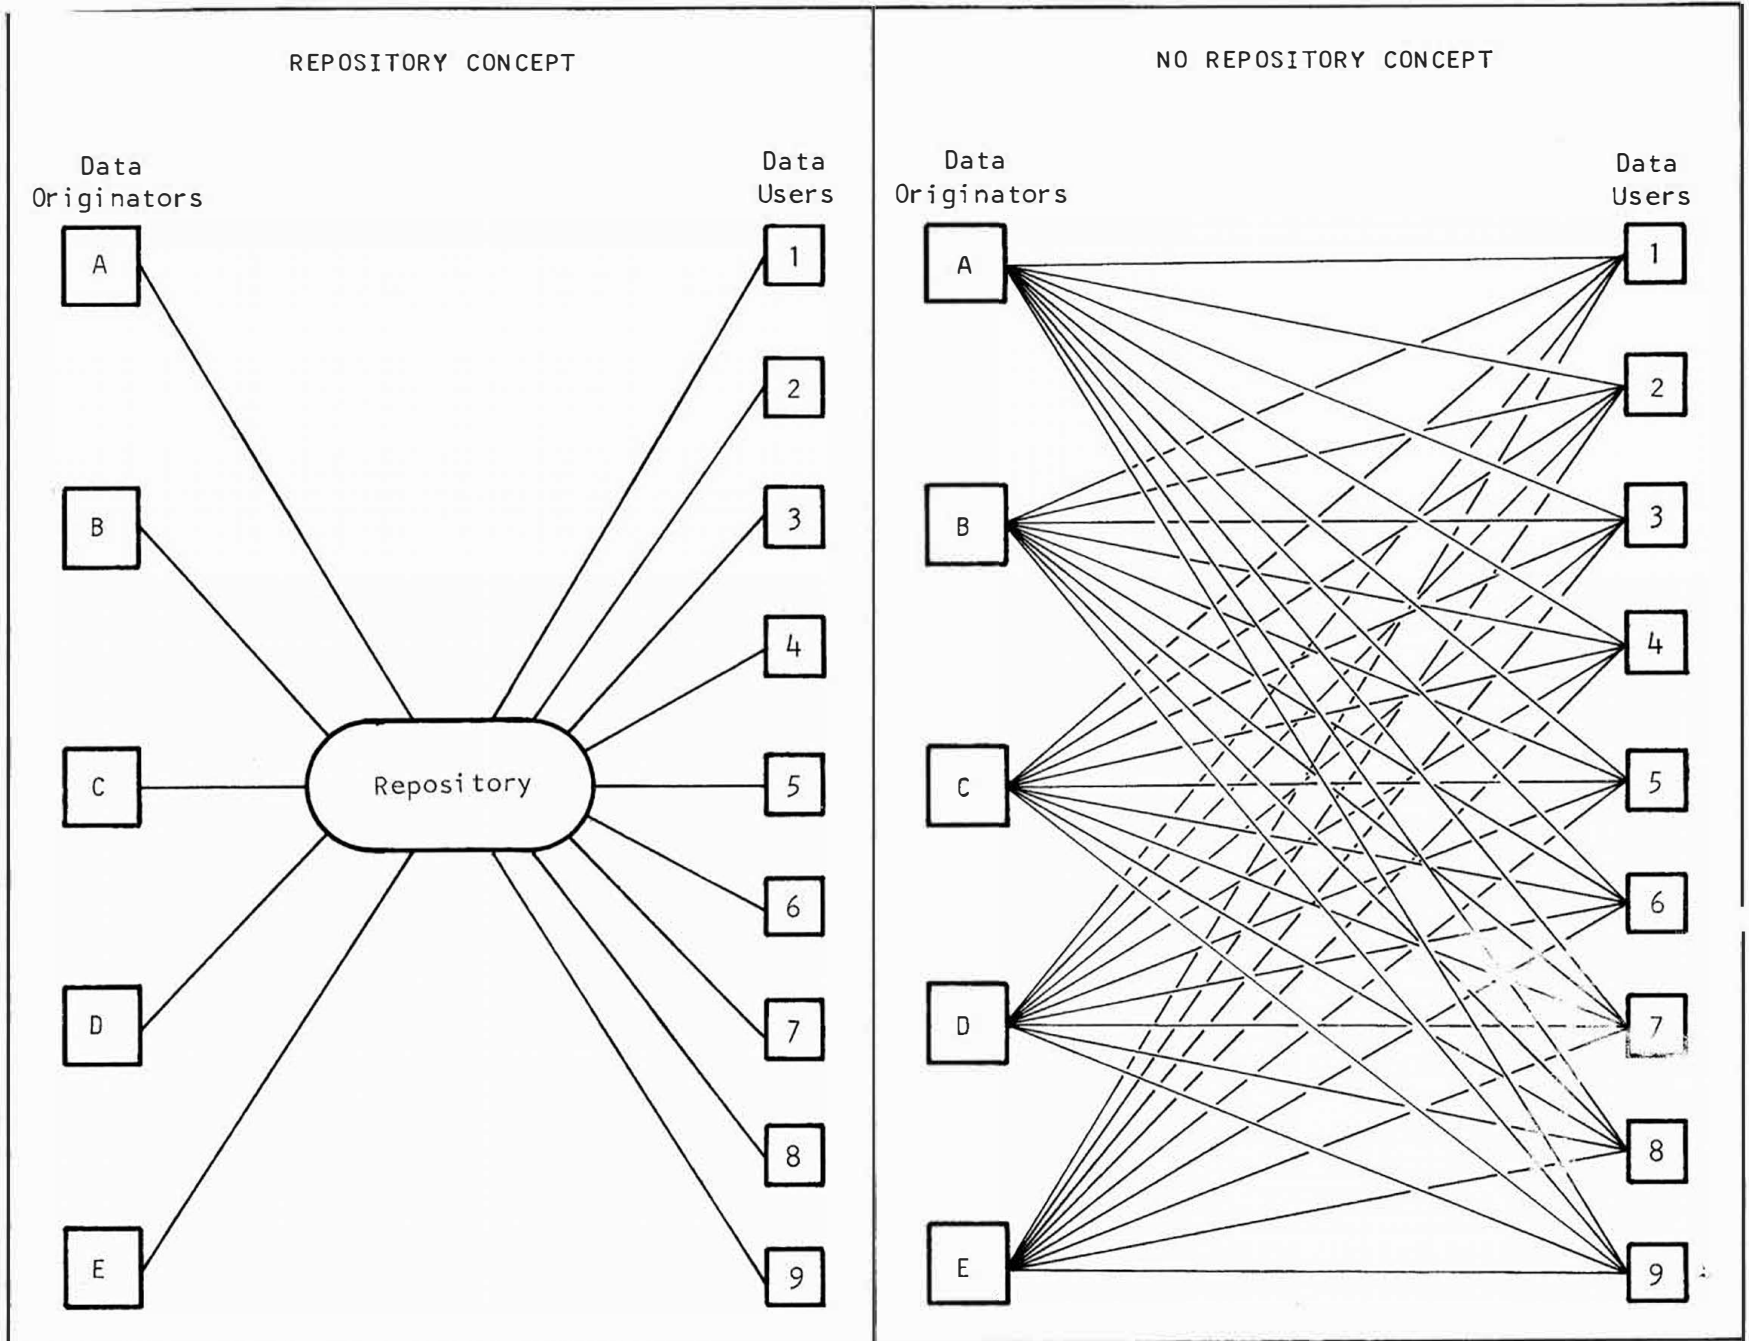 REPOSITORY CONCEPT
Data
Originators
Data
Users
A
B
C
D
E
Repository
1
2
3
4
5
6
7
8
9
NO REPOSITORY CONCEPT
Data
Originators
Data
Users
A
B
C
D
E
1
2
3
4
5
6
7
8
9